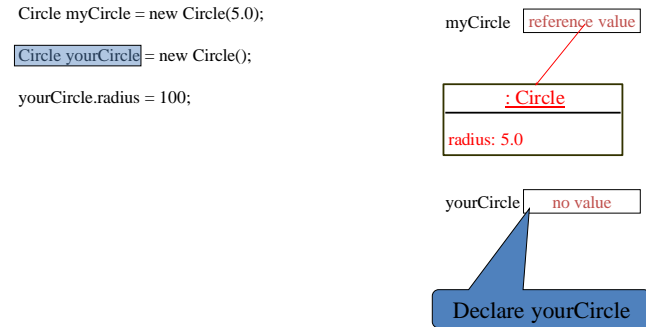 Circle myCircle = new Circle(5.0);
Circle yourCircle = new Circle();
yourCircle.radius = 100;
myCircle reference value
: Circle
radius: 5.0
yourCircle no value
Declare yourCircle